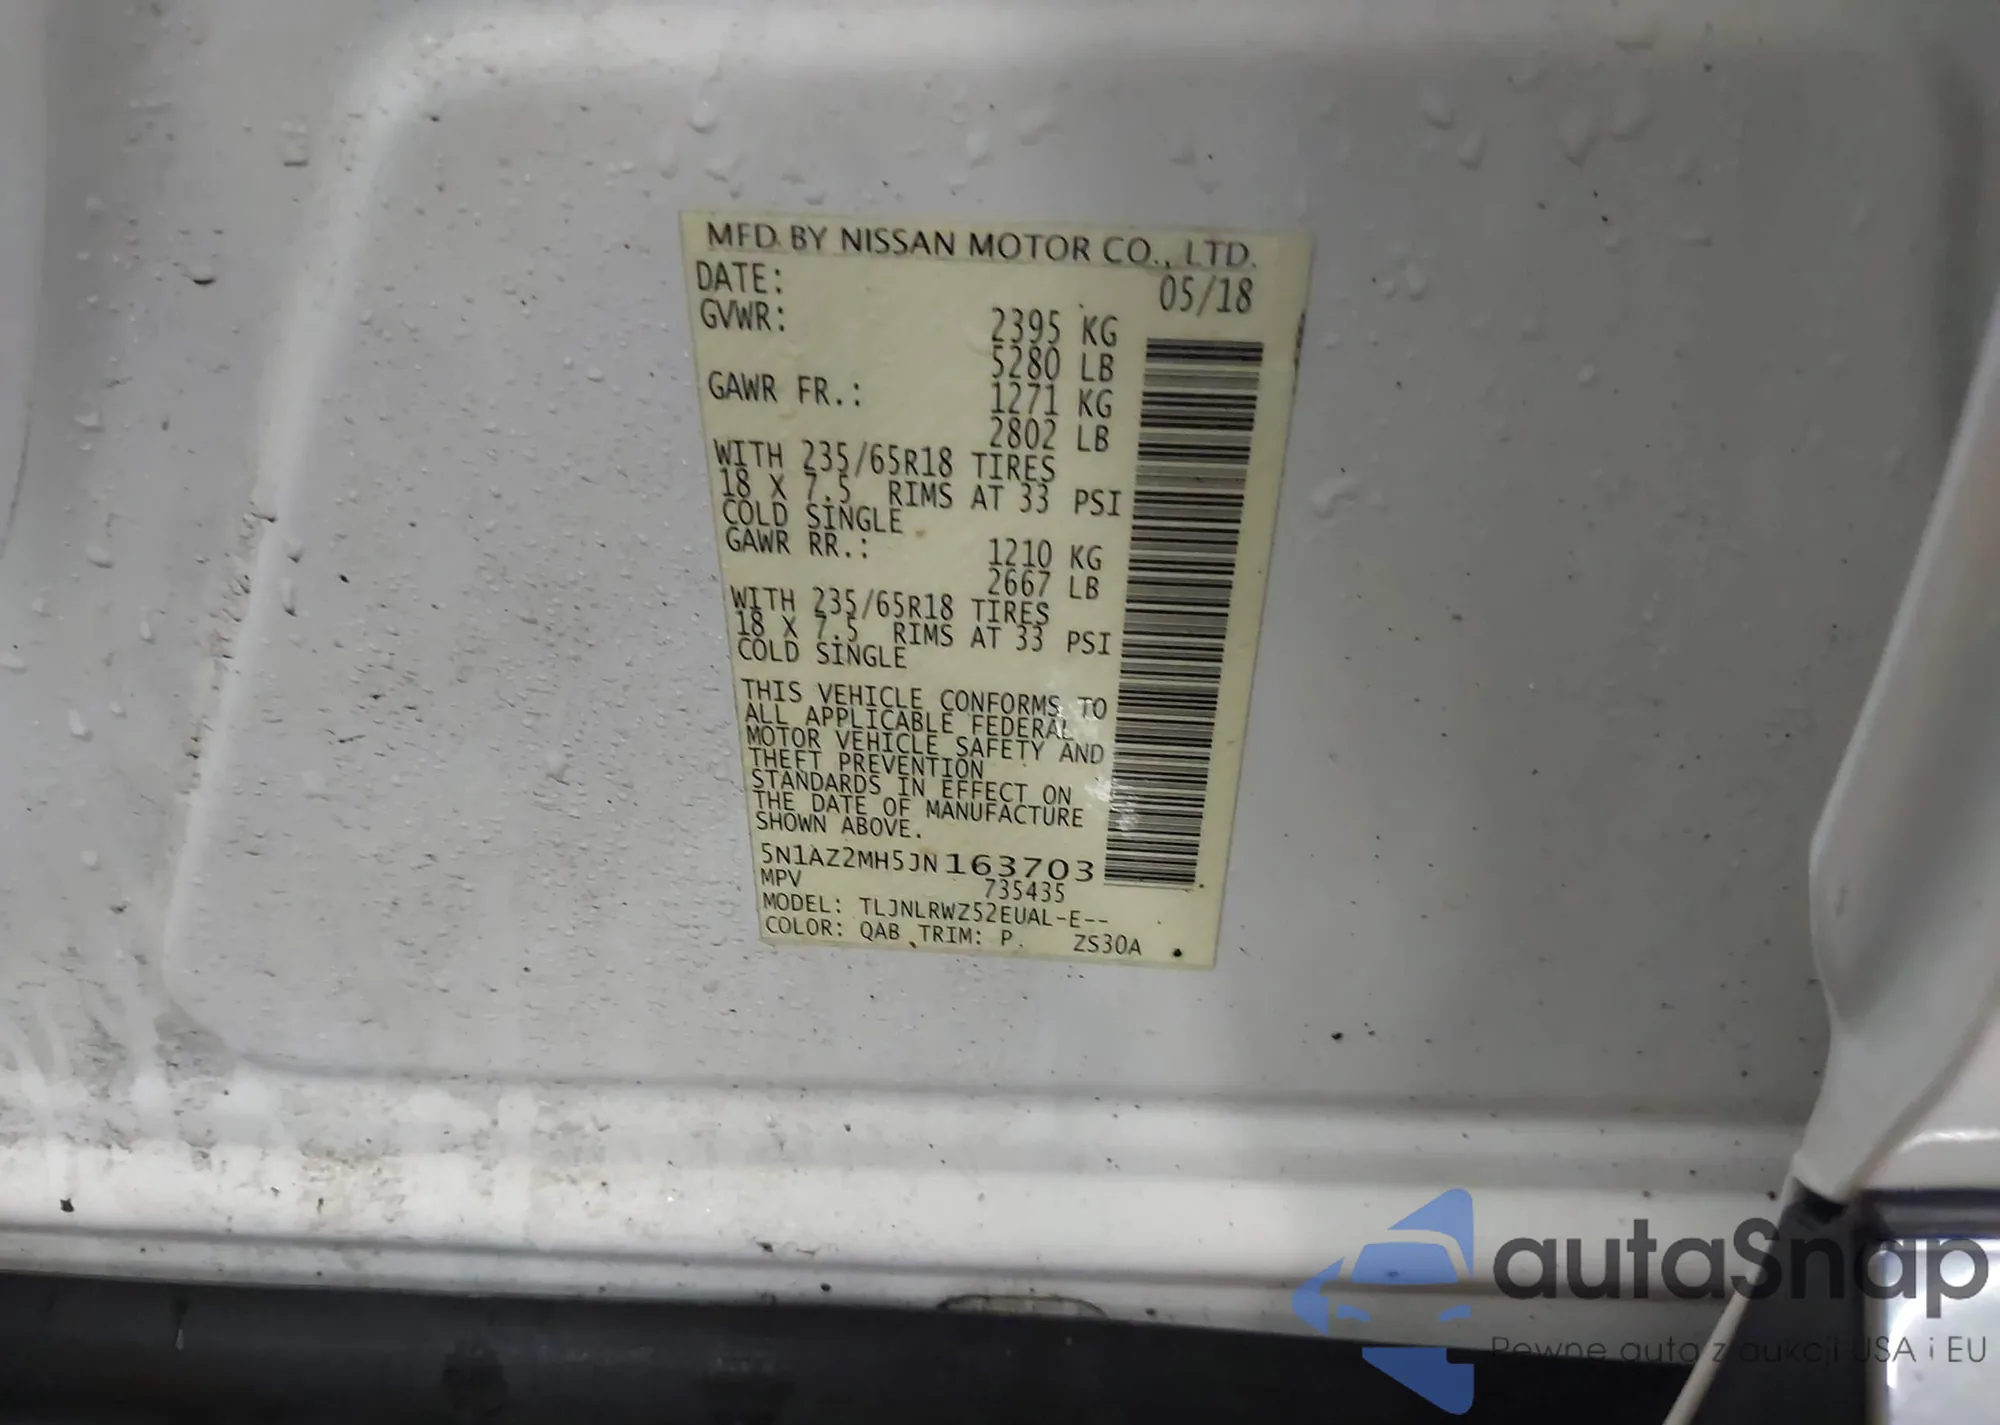 MFD. BY NISSAN MOTOR CO., LTD.
DATE: 05/18
GVWR: 2395 KG
5280 LB
GAWR FR.: 1271 KG
2802 LB
WITH 235/65R18 TIRES
18 X 7.5 RIMS AT 33 PSI
COLD SINGLE
GAWR RR.: 1210 KG
2667 LB
WITH 235/65R18 TIRES
18 X 7.5 RIMS AT 33 PSI
COLD SINGLE
THIS VEHICLE CONFORMS TO
ALL APPLICABLE FEDERAL
MOTOR VEHICLE SAFETY AND
THEFT PREVENTION
STANDARDS IN EFFECT ON
THE DATE OF MANUFACTURE
SHOWN ABOVE.
5N1AZ2MH5JN163703
MPV 735435
MODEL: TLJNLRWZ52EUAL-E--
COLOR: QAB TRIM: P ZS30A
autaSnap
Pewne auta z aukcji USA i EU